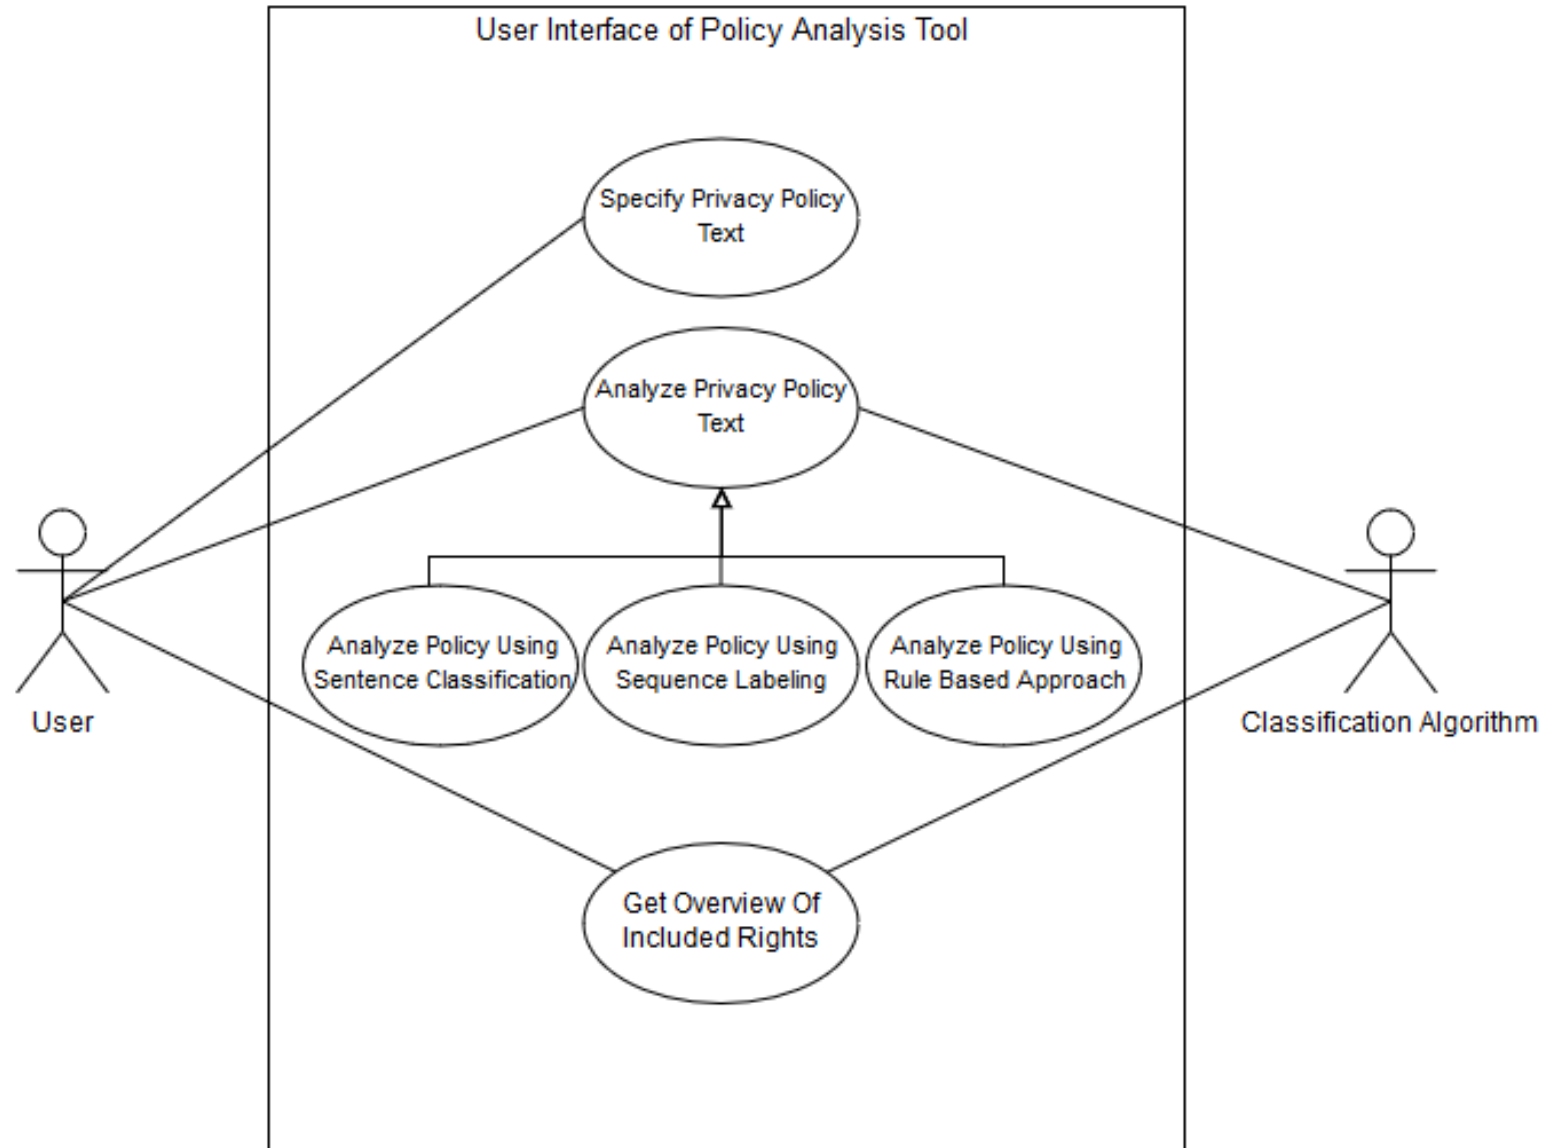 User Interface of Policy Analysis Tool
Specify Privacy Policy
Text
Analyze Privacy Policy
Text
Analyze Policy Using
Sentence Classification
Analyze Policy Using
Sequence Labeling
Analyze Policy Using
Rule Based Approach
User
Classification Algorithm
Get Overview Of
Included Rights